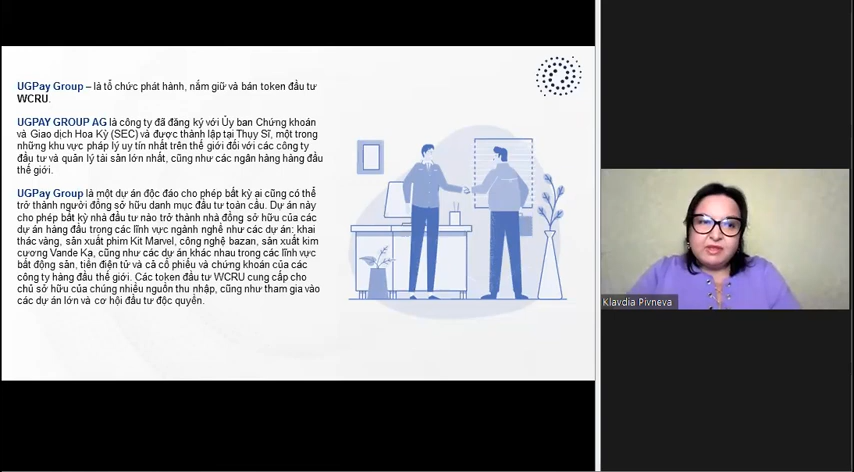 UGPay Group – là tổ chức phát hành, nắm giữ và bán token đầu tư
WCRU.
UGPAY GROUP AG là công ty đã đăng ký với Ủy ban Chứng khoán
và Giao dịch Hoa Kỳ (SEC) và được thành lập tại Thụy Sĩ, một trong
những khu vực pháp lý uy tín nhất trên thế giới đối với các công ty
đầu tư và quản lý tài sản lớn nhất, cũng như các ngân hàng hàng đầu
thế giới.
UGPay Group là một dự án độc đáo cho phép bất kỳ ai cũng có thể
trở thành người đồng sở hữu danh mục đầu tư toàn cầu. Dự án này
cho phép bất kỳ nhà đầu tư nào trở thành nhà đồng sở hữu của các
dự án hàng đầu trọng các lĩnh vực ngành nghề như các dự án: khai
thác vàng, sản xuất phim Kit Marvel, công nghệ bazan, sản xuất kim
cương Vande Ka, cũng như các dự án khác nhau trong các lĩnh vực
bất động sản, tiền điện tử và cả cổ phiếu và chứng khoán của các
công ty hàng đầu thế giới. Các token đầu tư WCRU cung cấp cho
chủ sở hữu của chúng nhiều nguồn thu nhập, cũng như tham gia vào
các dự án lớn và cơ hội đầu tư độc quyền.
Klavdia Pivneva